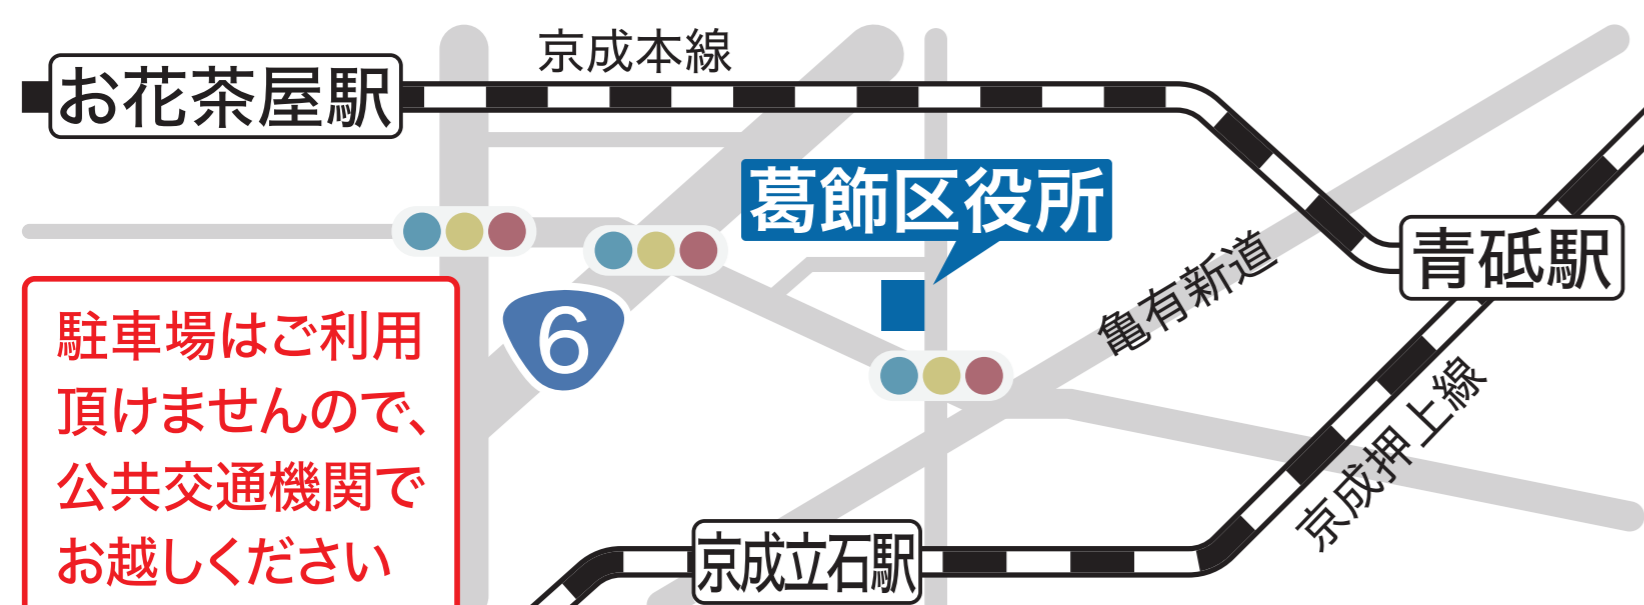 京成本線
お花茶屋駅
葛飾区役所
青砥駅
亀有新道
6
駐車場はご利用
頂けませんので、
公共交通機関で
お越しください
京成押上線
京成立石駅